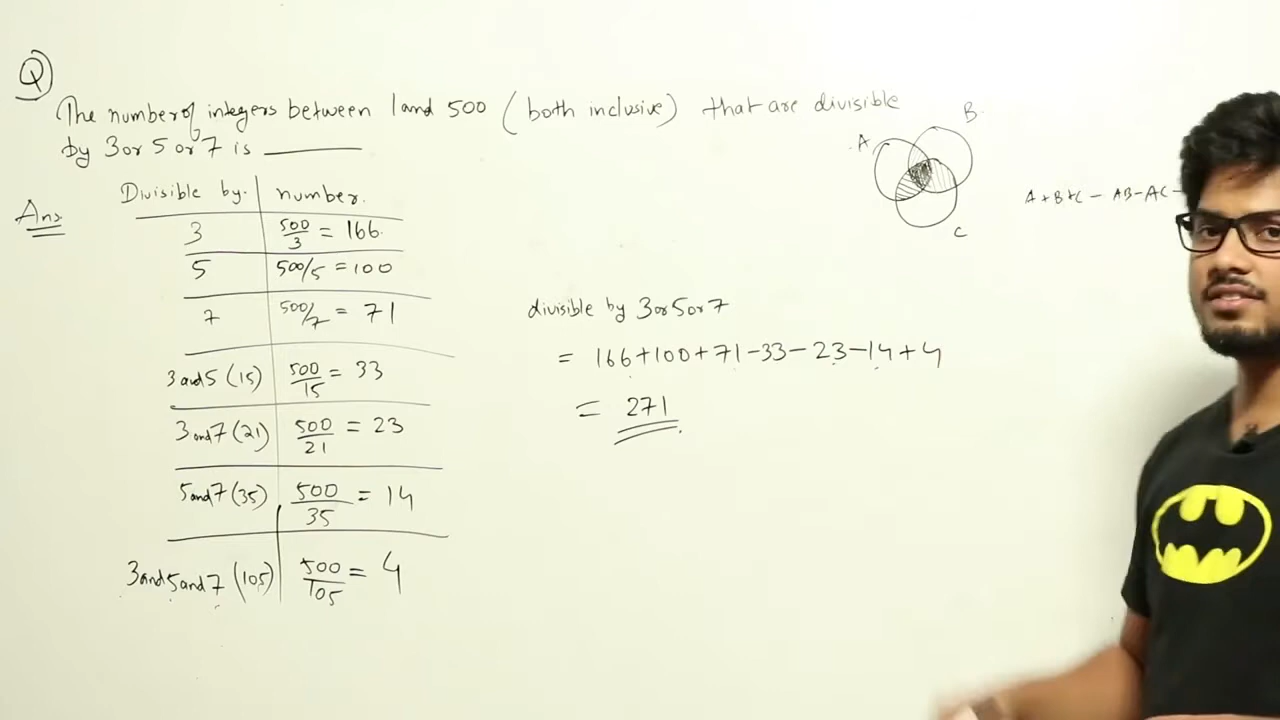 Q)
The number of integers between 1 and 500 (both inclusive) that are divisible
by 3 or 5 or 7 is ______
Ans
Divisible by. number.
3 500/3 = 166.
5 500/5 = 100
7 500/7 = 71
3 and 5 (15) 500/15 = 33
3 and 7 (21) 500/21 = 23
5 and 7 (35) 500/35 = 14
3 and 5 and 7 (105) 500/105 = 4
divisible by 3 or 5 or 7
= 166+100+71-33-23-14+4
= 271
A
B
C
A+B+C - AB-AC-